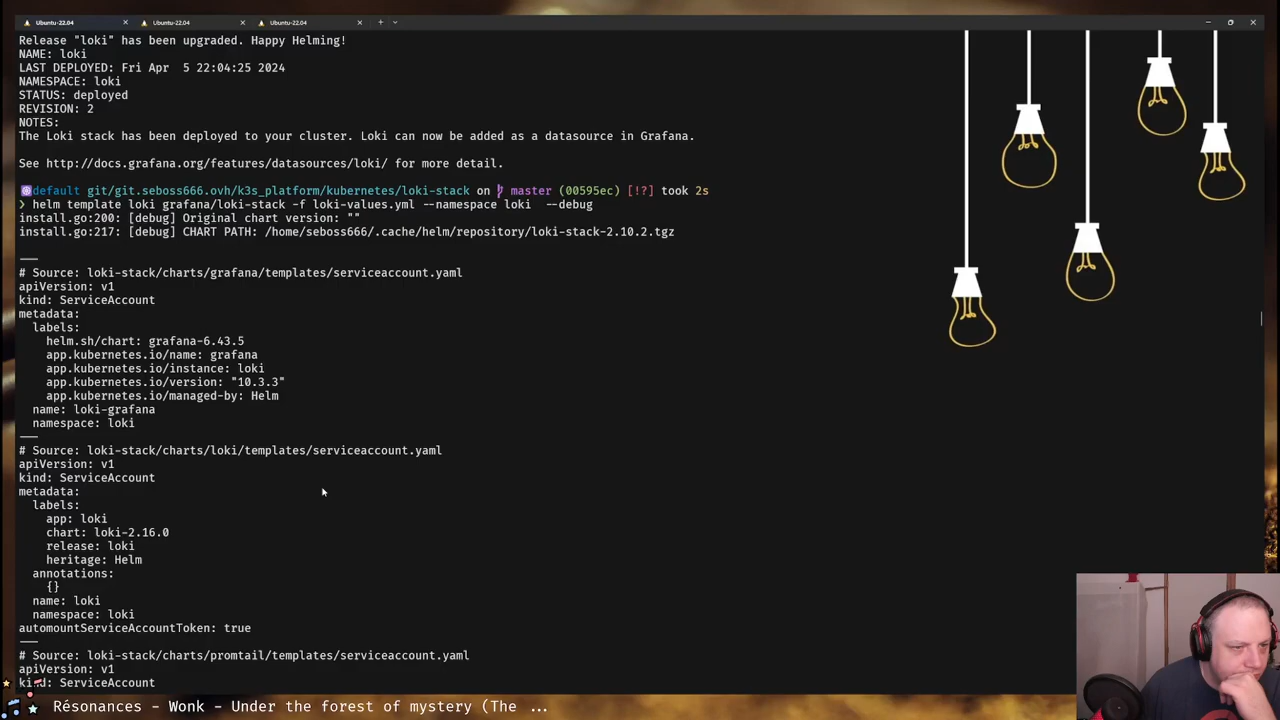 Ubuntu-22.04
Ubuntu-22.04
Ubuntu-22.04
Release "loki" has been upgraded. Happy Helming!
NAME: loki
LAST DEPLOYED: Fri Apr  5 22:04:25 2024
NAMESPACE: loki
STATUS: deployed
REVISION: 2
NOTES:
The Loki stack has been deployed to your cluster. Loki can now be added as a datasource in Grafana.
See http://docs.grafana.org/features/datasources/loki/ for more detail.
default git/git.seboss666.ovh/k3s_platform/kubernetes/loki-stack on master (00595ec) [!?] took 2s
❯ helm template loki grafana/loki-stack -f loki-values.yml --namespace loki  --debug
install.go:200: [debug] Original chart version: ""
install.go:217: [debug] CHART PATH: /home/seboss666/.cache/helm/repository/loki-stack-2.10.2.tgz
---
# Source: loki-stack/charts/grafana/templates/serviceaccount.yaml
apiVersion: v1
kind: ServiceAccount
metadata:
  labels:
    helm.sh/chart: grafana-6.43.5
    app.kubernetes.io/name: grafana
    app.kubernetes.io/instance: loki
    app.kubernetes.io/version: "10.3.3"
    app.kubernetes.io/managed-by: Helm
  name: loki-grafana
  namespace: loki
---
# Source: loki-stack/charts/loki/templates/serviceaccount.yaml
apiVersion: v1
kind: ServiceAccount
metadata:
  labels:
    app: loki
    chart: loki-2.16.0
    release: loki
    heritage: Helm
  annotations:
    {}
  name: loki
  namespace: loki
automountServiceAccountToken: true
---
# Source: loki-stack/charts/promtail/templates/serviceaccount.yaml
apiVersion: v1
kind: ServiceAccount
Résonances - Wonk - Under the forest of mystery (The ...